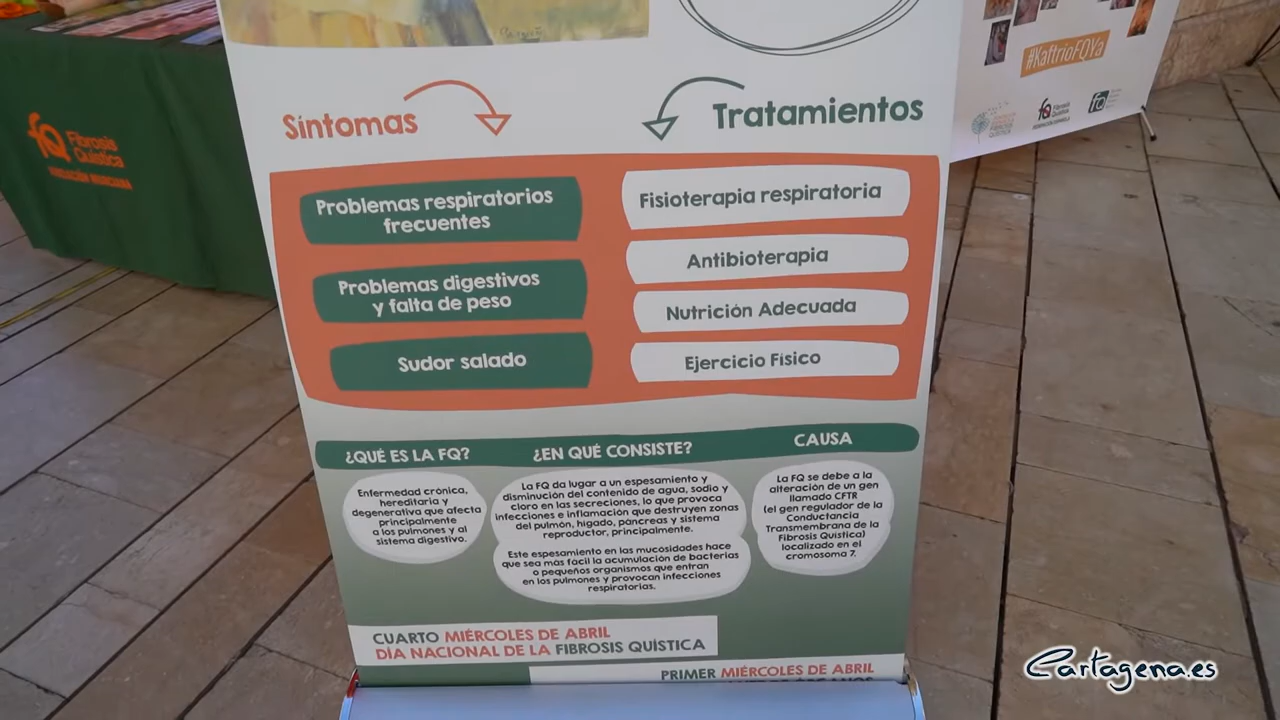 Síntomas
Tratamientos
Problemas respiratorios
frecuentes
Problemas digestivos
y falta de peso
Sudor salado
Fisioterapia respiratoria
Antibioterapia
Nutrición Adecuada
Ejercicio Físico
¿QUÉ ES LA FQ?
Enfermedad crónica,
hereditaria y
degenerativa que afecta
principalmente
a los pulmones y al
sistema digestivo.
¿EN QUÉ CONSISTE?
La FQ da lugar a un espesamiento y
disminución del contenido de agua, sodio y
cloro en las secreciones, lo que provoca
infecciones e inflamación que destruyen zonas
del pulmón, hígado, páncreas y sistema
reproductor, principalmente.
Este espesamiento en las mucosidades hace
que sea más fácil la acumulación de bacterias
o pequeños organismos que entran
en los pulmones y provocan infecciones
respiratorias.
CAUSA
La FQ se debe a la
alteración de un gen
llamado CFTR
(el gen regulador de la
Conductancia
Transmembrana de la
Fibrosis Quística)
localizado en el
cromosoma 7.
CUARTO MIÉRCOLES DE ABRIL
DÍA NACIONAL DE LA FIBROSIS QUÍSTICA
PRIMER MIÉRCOLES DE ABRIL
fQ Fibrosis
Quística
#KaftrioFQYa
fQ Fibrosis
Quística
FEDERACIÓN ESPAÑOLA
fQ
Cartagena.es